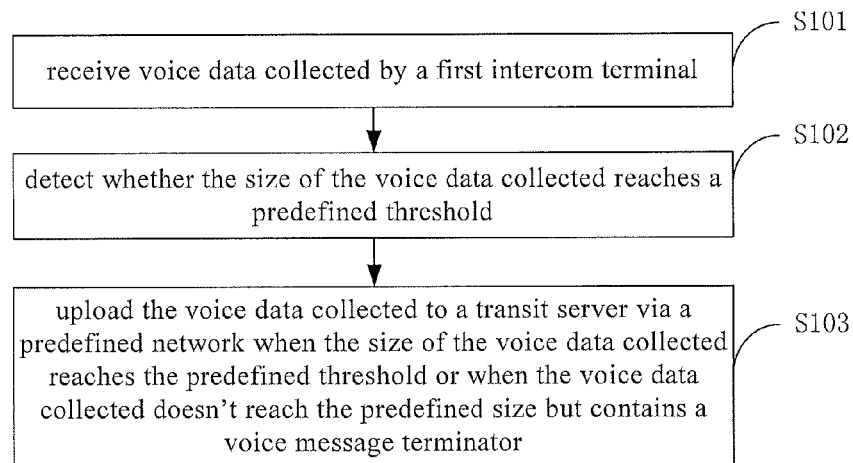 S101
receive voice data collected by a first intercom terminal
S102
detect whether the size of the voice data collected reaches a
predefined threshold
upload the voice data collected to a transit server via a
predefined network when the size of the voice data collected
reaches the predefined threshold or when the voice data
collected doesn't reach the predefined size but contains a
voice message terminator
S103